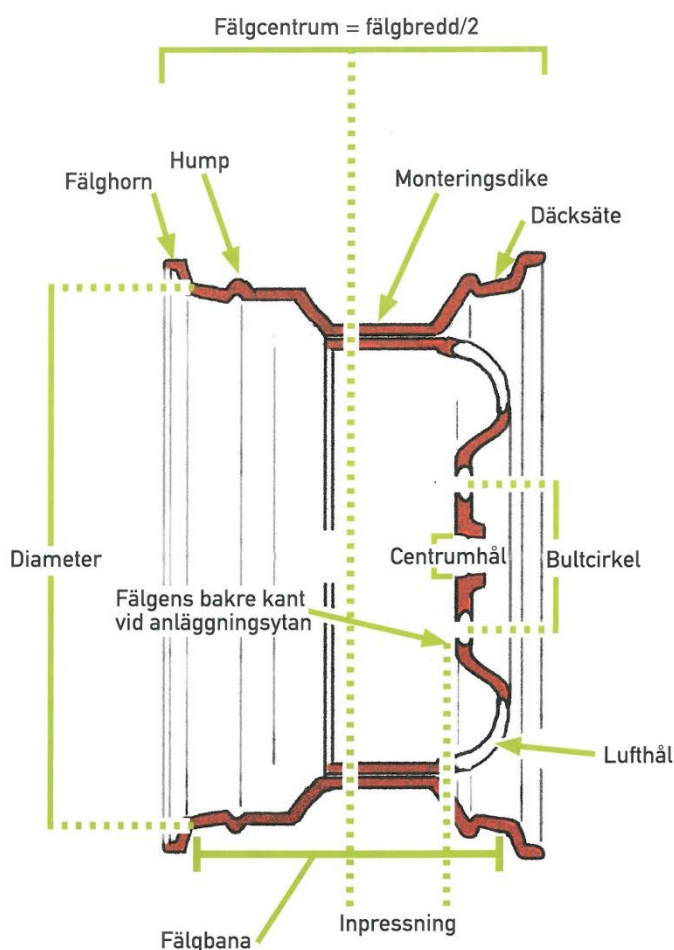 Fälgcentrum = fälgbredd/2
Hump
Fälghorn
Monteringsdike
Däcksäte
Diameter
Centrumhål
Bultcirkel
Fälgens bakre kant
vid anläggningsytan
Lufthål
Inpressning
Fälgbana